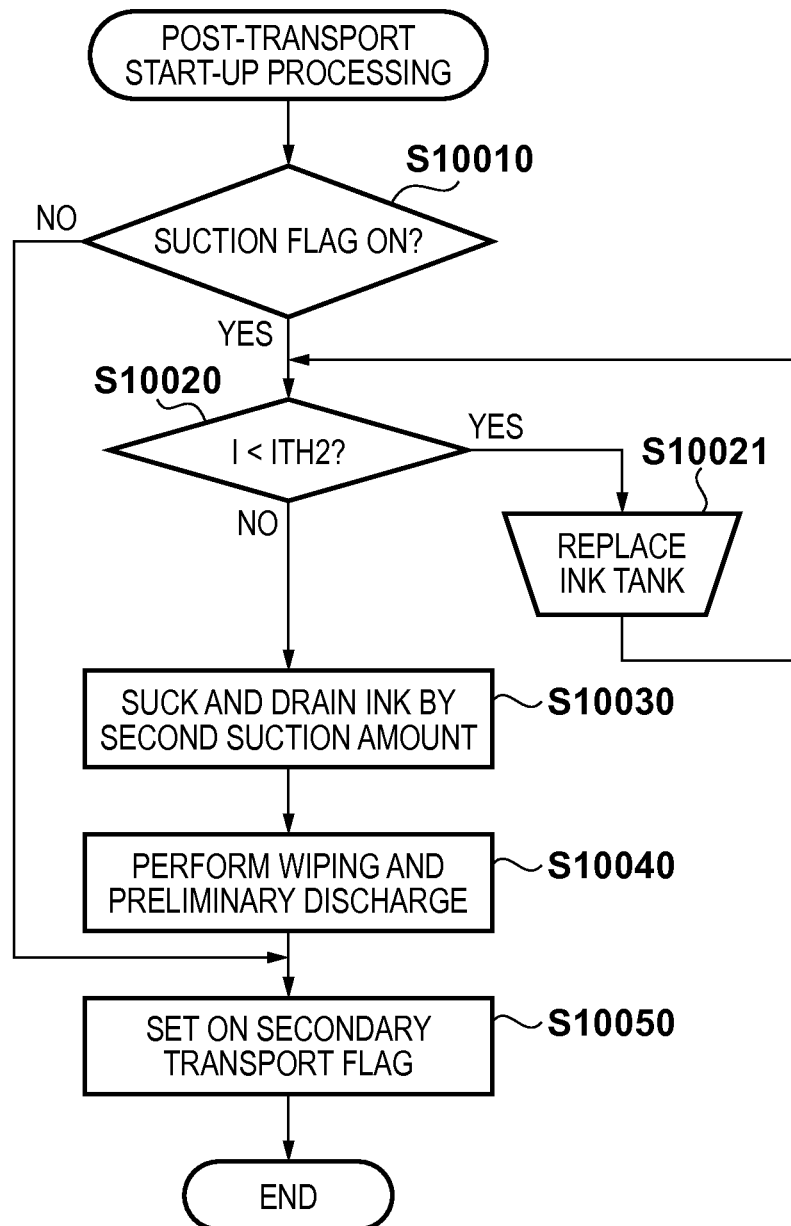 POST-TRANSPORT
START-UP PROCESSING
S10010
NO
SUCTION FLAG ON?
YES
S10020
I < ITH2?
YES
S10021
NO
REPLACE
INK TANK
SUCK AND DRAIN INK BY
SECOND SUCTION AMOUNT
S10030
PERFORM WIPING AND
PRELIMINARY DISCHARGE
S10040
SET ON SECONDARY
TRANSPORT FLAG
S10050
END